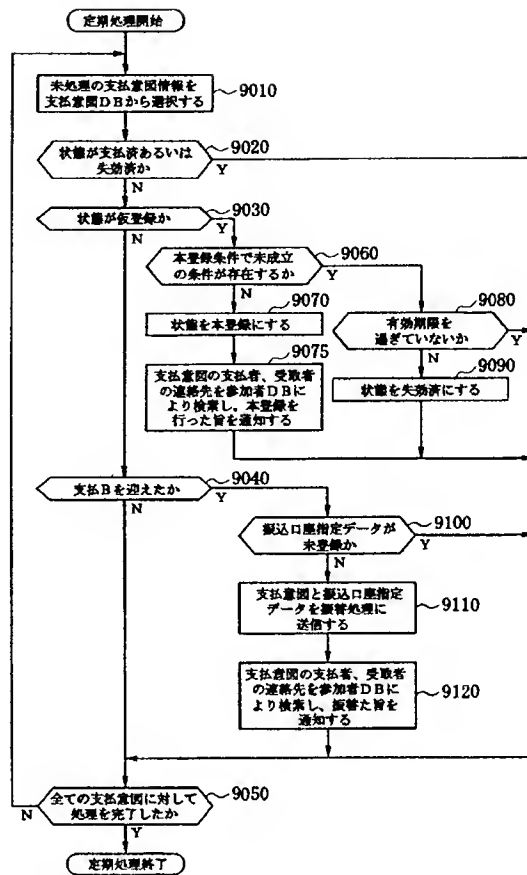 定期処理開始
未処理の支払意図情報を
支払意図DBから選択する
9010
状態が支払済あるいは
失効済か
9020
N
Y
状態が仮登録か
9030
N
Y
本登録条件で未成立
の条件が存在するか
9060
N
Y
状態を本登録にする
9070
有効期限を
過ぎていないか
9080
N
Y
支払意図の支払者、受取者
の連絡先を参加者DBによ
り検索し。本登録を
行った旨を通知する
9075
状態を失効済にする
9090
支払Bを迎えたか
9040
N
Y
振込口座指定データが
未登録か
9100
N
Y
支払意図と振込口座指定
データを振替処理に
送信する
9110
支払意図の支払者、受取者
の連絡先を参加者DBに
より検索し、振替た旨を
通知する
9120
全ての支払意図に対して
処理を完了したか
9050
N
Y
定期処理終了